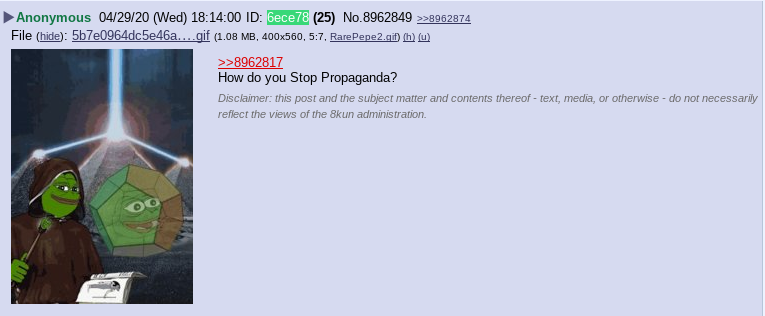 ▶Anonymous 04/29/20 (Wed) 18:14:00 ID: 6ece78 (25) No.8962849 >>8962874
File (hide): 5b7e0964dc5e46a….gif (1.08 MB, 400x560, 5:7, RarePepe2.gif) (h) (u)
>>8962817
How do you Stop Propaganda?
Disclaimer: this post and the subject matter and contents thereof - text, media, or otherwise - do not necessarily
reflect the views of the 8kun administration.